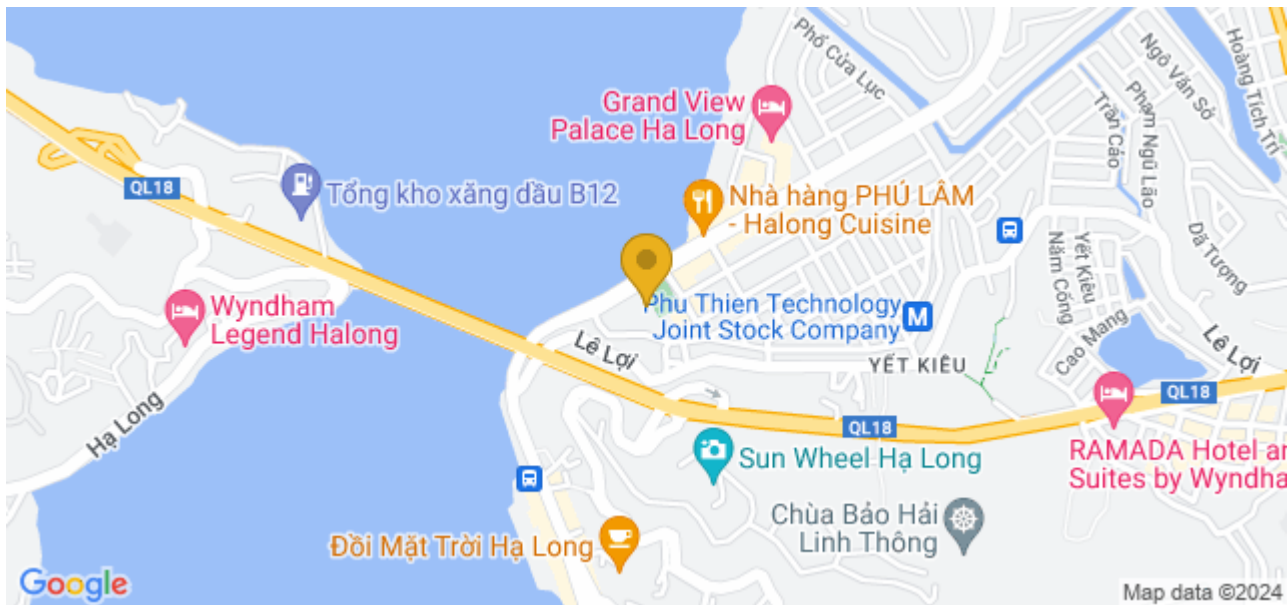 Phố Cửa Lục
Hoàng Tích Trí
Ngô Văn Sở
Grand View
Palace Ha Long
Trần Cáo
Phạm Ngũ Lão
QL18
Tổng kho xăng dầu B12
Nhà hàng PHÚ LÂM
- Halong Cuisine
Yết Kiêu
Năm Cống
Dã Tượng
Wyndham
Legend Halong
Phu Thien Technology
Joint Stock Company
M
Lê Lợi
Cao Mang
Lê Lợi
YẾT KIÊU
Hạ Long
QL18
QL18
Sun Wheel Hạ Long
RAMADA Hotel an
Suites by Wyndha
Chùa Bảo Hải
Linh Thông
Đồi Mặt Trời Hạ Long
Google
Map data ©2024